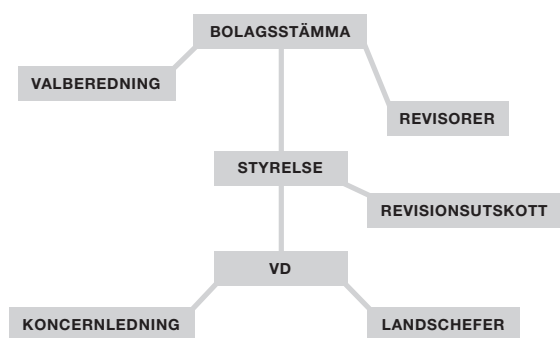 BOLAGSSTÄMMA
VALBEREDNING
REVISORER
STYRELSE
REVISIONSUTSKOTT
VD
KONCERNLEDNING
LANDSCHEFER